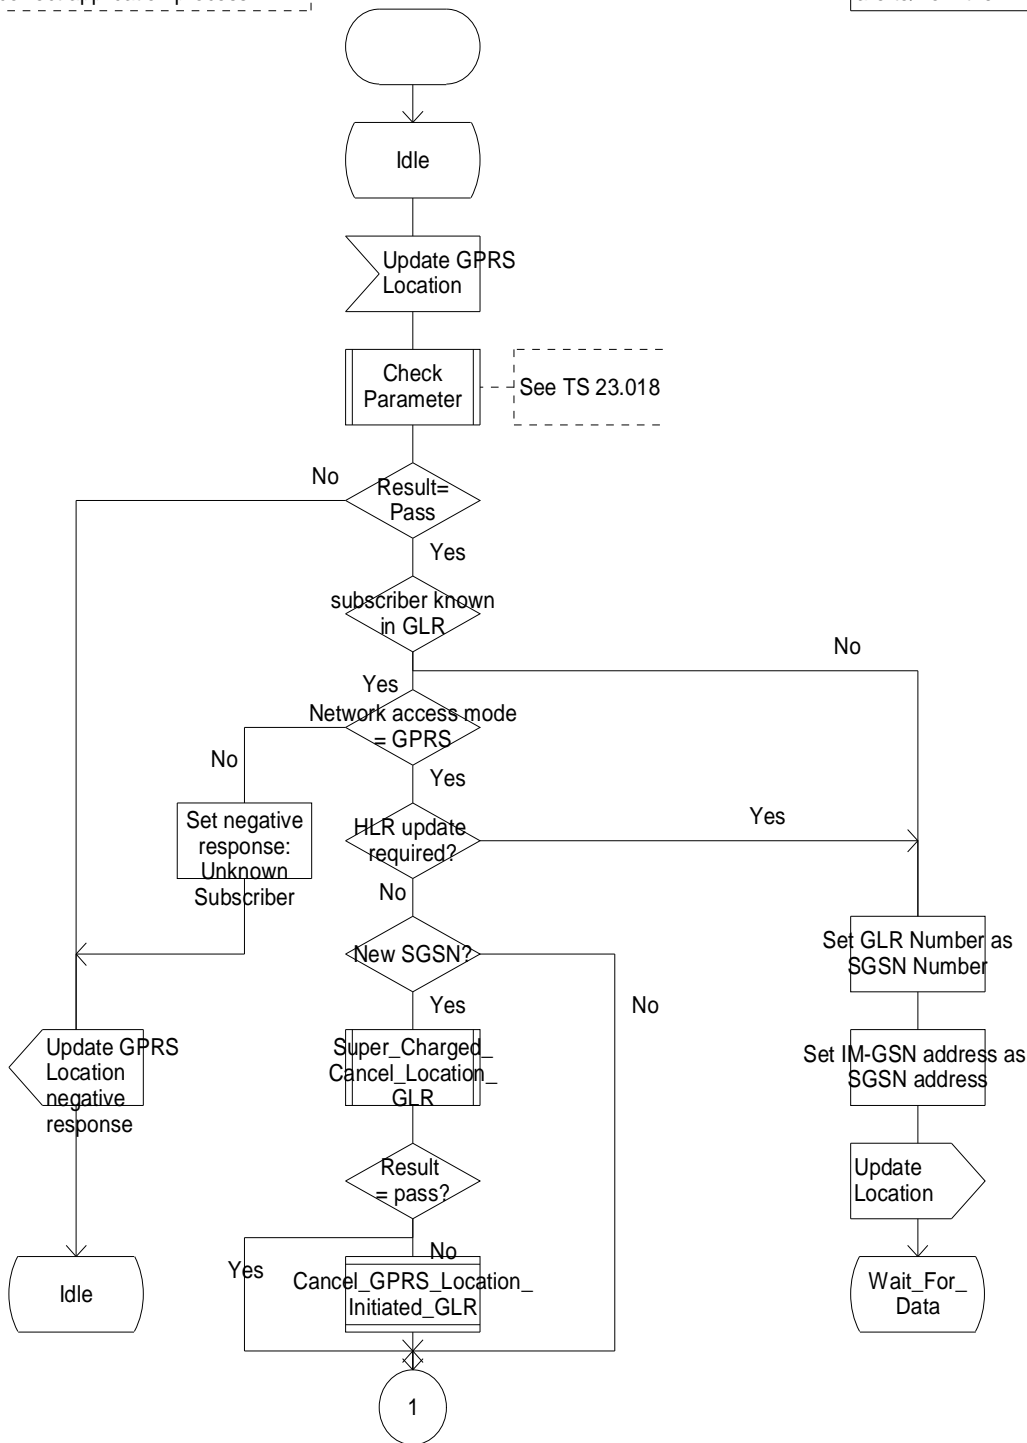 Idle
Update GPRS
Location
Check
Parameter
See TS 23.018
No
Result=
Pass
Yes
subscriber known
in GLR
No
Yes
Network access mode
= GPRS
No
Yes
Set negative
response:
Unknown
Subscriber
HLR update
required?
Yes
No
New SGSN?
Set GLR Number as
SGSN Number
Yes
No
Update GPRS
Location
negative
response
Super_Charged_
Cancel_Location_
GLR
Set IM-GSN address as
SGSN address
Result
= pass?
Update
Location
Yes
No
Idle
Cancel_GPRS_Location_
Initiated_GLR
Wait_For_
Data
1